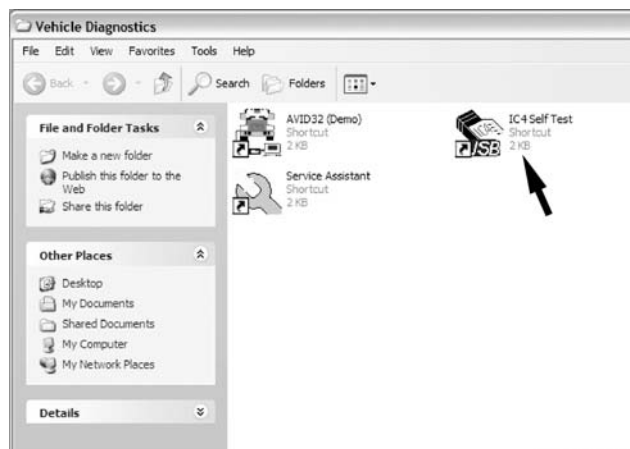 Vehicle Diagnostics
File Edit View Favorites Tools Help
Back Search Folders
File and Folder Tasks
Make a new folder
Publish this folder to the
Web
Share this folder
Other Places
Desktop
My Documents
Shared Documents
My Computer
My Network Places
Details
AVID32 (Demo)
Shortcut
2 KB
IC4 Self Test
Shortcut
2 KB
USB
Service Assistant
Shortcut
2 KB